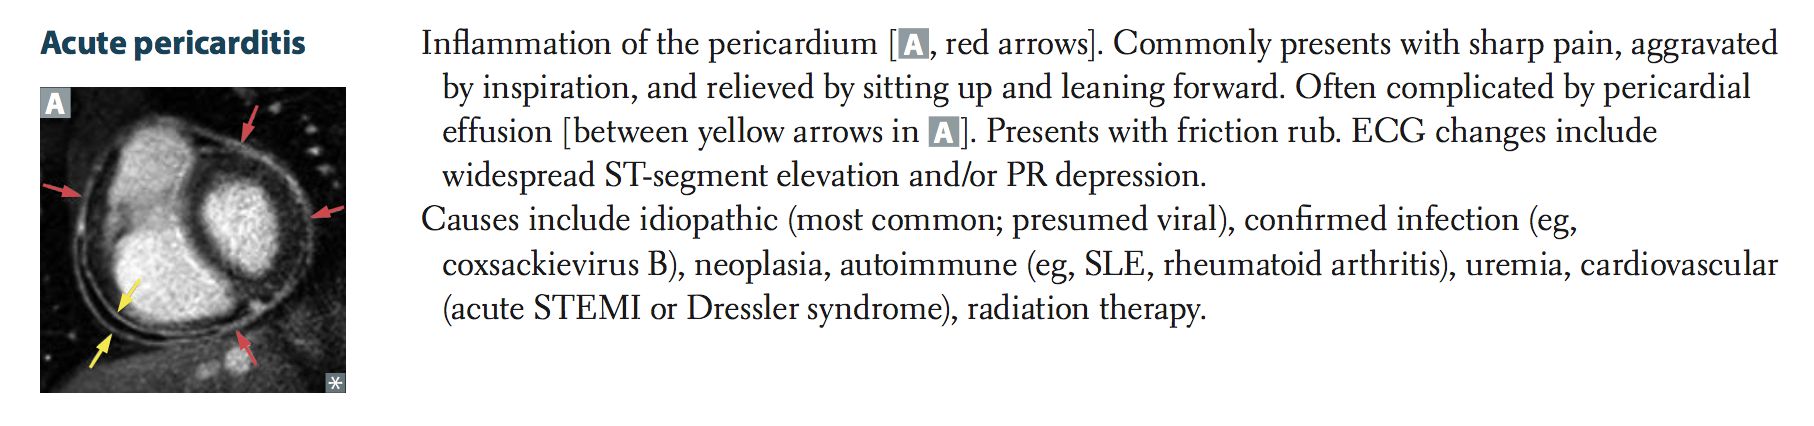 Acute pericarditis
A
*
Inflammation of the pericardium [A, red arrows]. Commonly presents with sharp pain, aggravated
by inspiration, and relieved by sitting up and leaning forward. Often complicated by pericardial
effusion [between yellow arrows in A]. Presents with friction rub. ECG changes include
widespread ST-segment elevation and/or PR depression.
Causes include idiopathic (most common; presumed viral), confirmed infection (eg,
coxsackievirus B), neoplasia, autoimmune (eg, SLE, rheumatoid arthritis), uremia, cardiovascular
(acute STEMI or Dressler syndrome), radiation therapy.